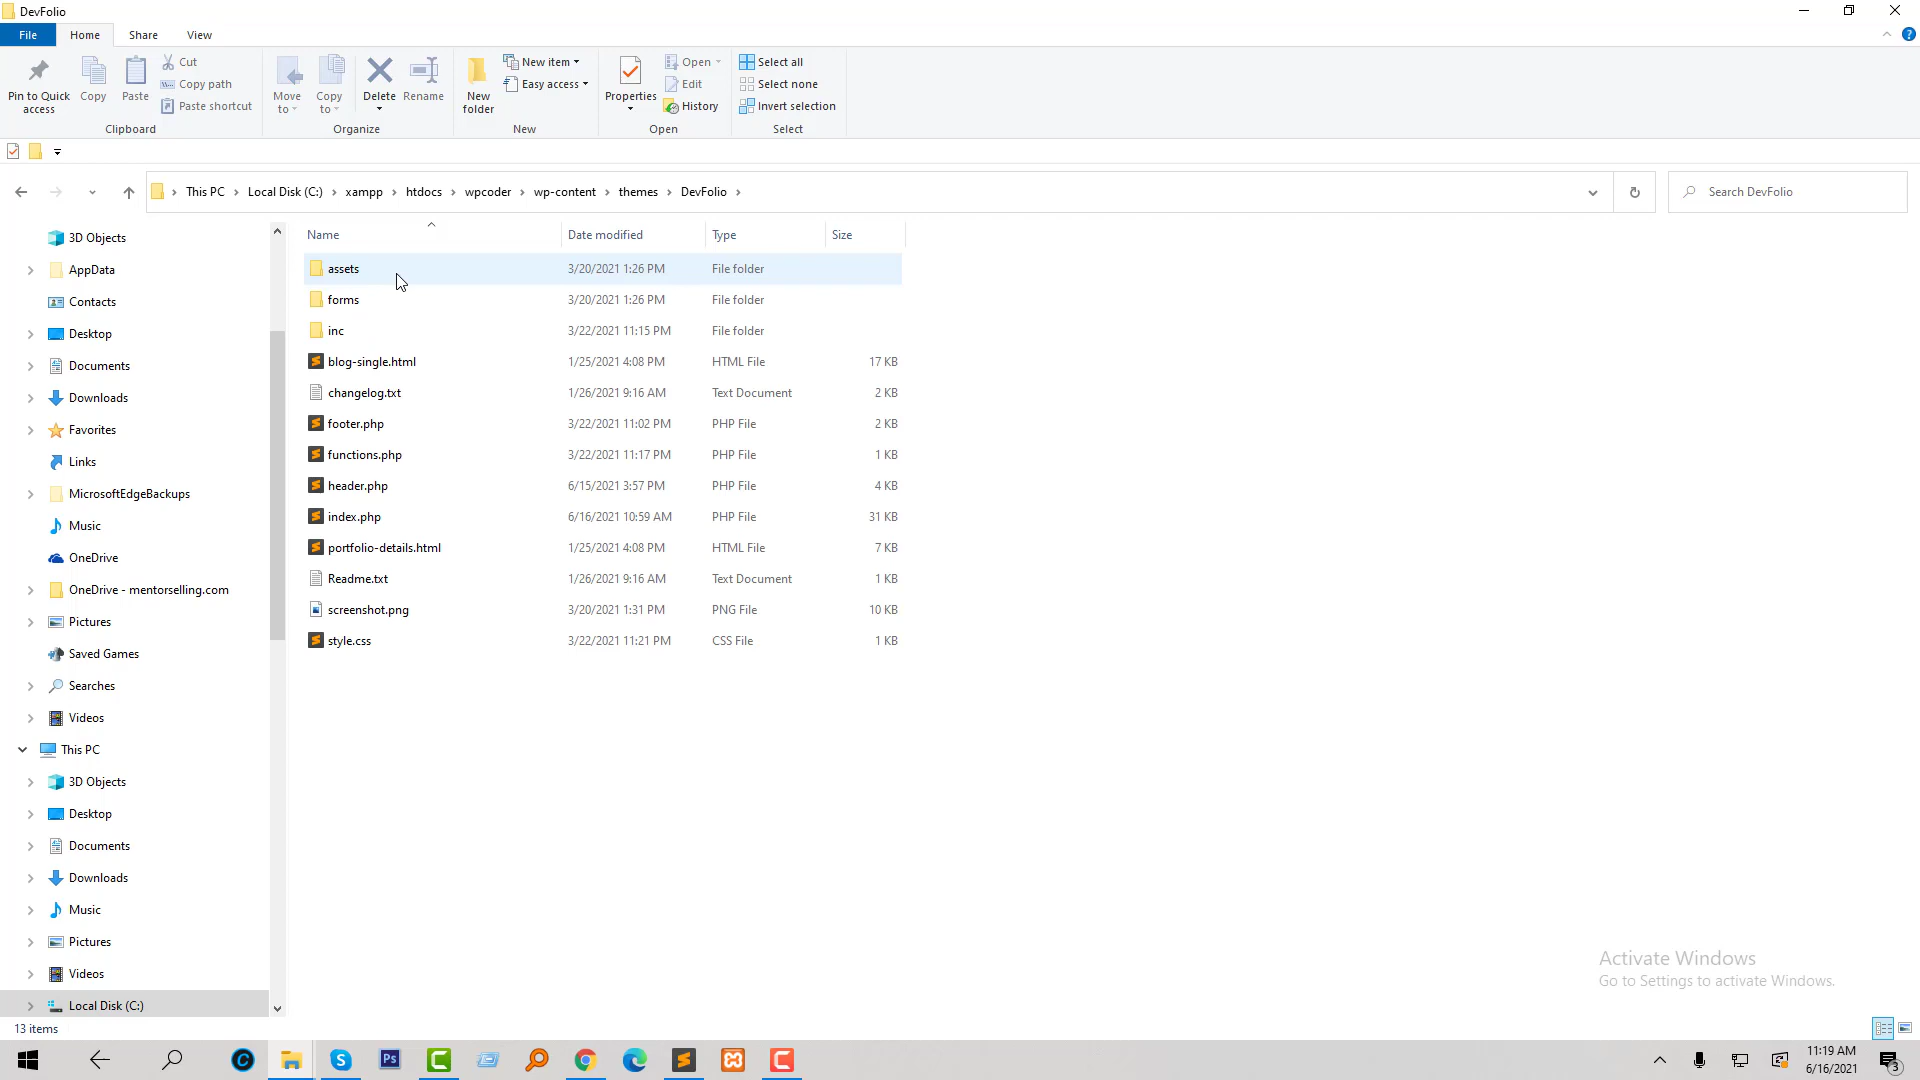 DevFolio
File Home Share View
Pin to Quick access
Copy
Paste
Cut
Copy path
Paste shortcut
Clipboard
Move to
Copy to
Delete
Rename
Organize
New folder
New item
Easy access
New
Properties
Open
Edit
History
Open
Select all
Select none
Invert selection
Select
This PC Local Disk (C:) xampp htdocs wpcoder wp-content themes DevFolio
Search DevFolio
3D Objects
AppData
Contacts
Desktop
Documents
Downloads
Favorites
Links
MicrosoftEdgeBackups
Music
OneDrive
OneDrive - mentorselling.com
Pictures
Saved Games
Searches
Videos
This PC
3D Objects
Desktop
Documents
Downloads
Music
Pictures
Videos
Local Disk (C:)
Name Date modified Type Size
assets 3/20/2021 1:26 PM File folder
forms 3/20/2021 1:26 PM File folder
inc 3/22/2021 11:15 PM File folder
blog-single.html 1/25/2021 4:08 PM HTML File 17 KB
changelog.txt 1/26/2021 9:16 AM Text Document 2 KB
footer.php 3/22/2021 11:02 PM PHP File 2 KB
functions.php 3/22/2021 11:17 PM PHP File 1 KB
header.php 6/15/2021 3:57 PM PHP File 4 KB
index.php 6/16/2021 10:59 AM PHP File 31 KB
portfolio-details.html 1/25/2021 4:08 PM HTML File 7 KB
Readme.txt 1/26/2021 9:16 AM Text Document 1 KB
screenshot.png 3/20/2021 1:31 PM PNG File 10 KB
style.css 3/22/2021 11:21 PM CSS File 1 KB
Activate Windows
Go to Settings to activate Windows.
13 items
11:19 AM
6/16/2021
3